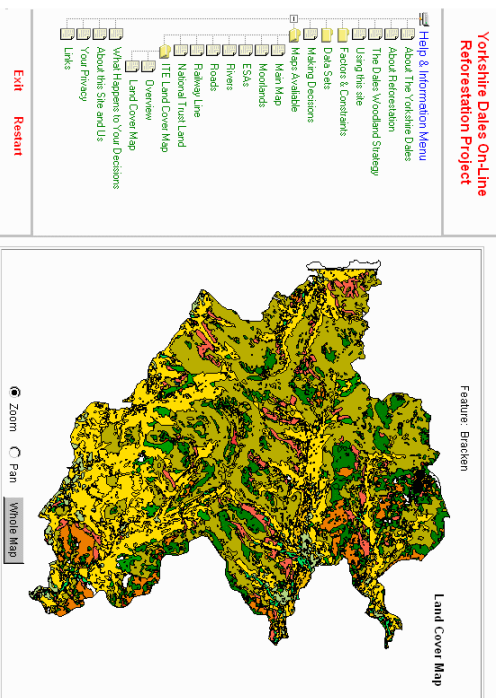 Yorkshire Dales On-Line
Reforestation Project
Help & Information Menu
About The Yorkshire Dales
About Reforestation
The Dales Woodland Strategy
Using this site
Factors & Constraints
Data Sets
Making Decisions
Maps Available
Main Map
Moorlands
ESAs
Rivers
Roads
Railway Line
National Trust Land
ITE Land Cover Map
Overview
Land Cover Map
What Happens to Your Decisions
About this Site and Us
Your Privacy
Links
Exit Restart
Feature: Bracken
Land Cover Map
Zoom Pan Whole Map